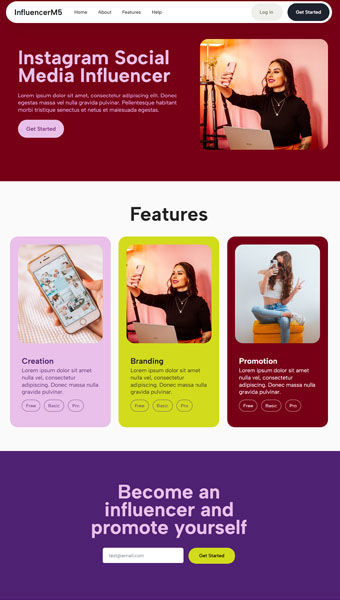 InfluencerM5 Home About Features Help Log in Get Started
Instagram Social
Media Influencer
Lorem ipsum dolor sit amet, consectetur adipiscing elit. Donec
egestas massa vel nulla gravida pulvinar. Pellentesque habitant
morbi tristique senectus et netus et malesuada egestas.
Get Started
Features
Creation
Lorem ipsum dolor sit amet
nulla vel, consectetur
adipiscing. Donec massa nulla
gravida pulvinar.
Free Basic Pro
Branding
Lorem ipsum dolor sit amet
nulla vel, consectetur
adipiscing. Donec massa nulla
gravida pulvinar.
Free Basic Pro
Promotion
Lorem ipsum dolor sit amet
nulla vel, consectetur
adipiscing. Donec massa nulla
gravida pulvinar.
Free Basic Pro
Become an
influencer and
promote yourself
test@email.com Get Started